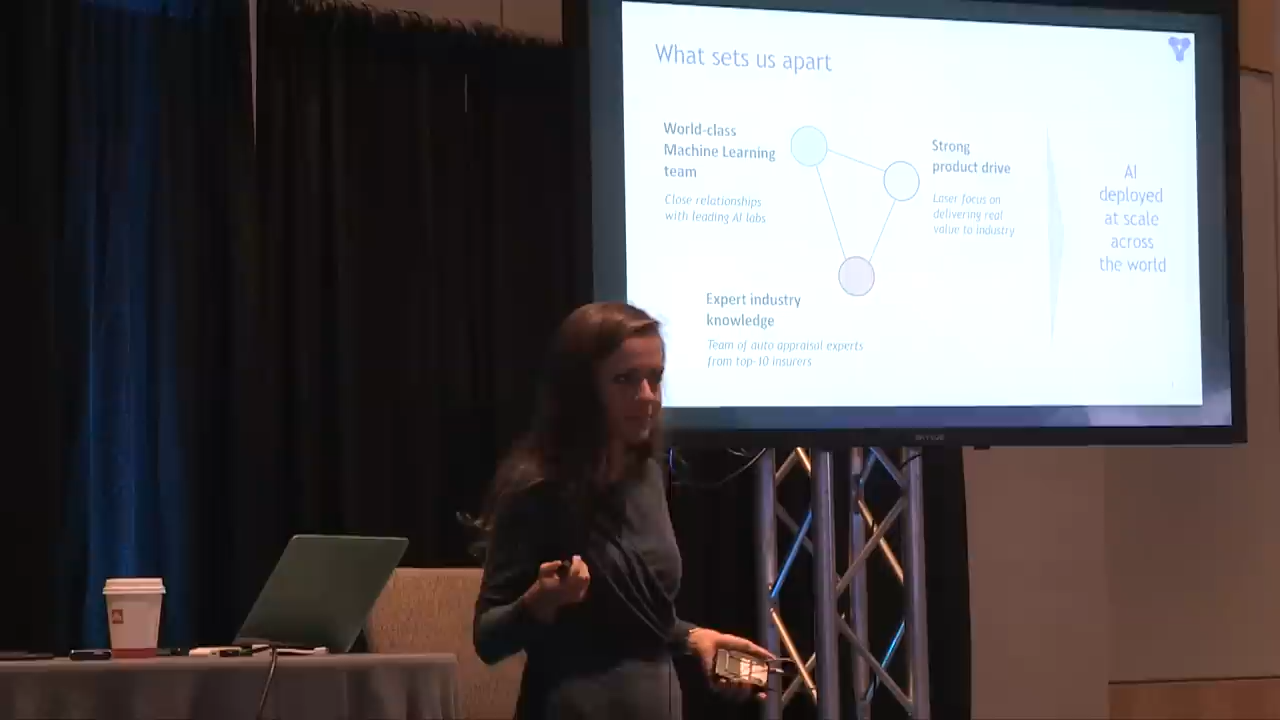 What sets us apart
World-class
Machine Learning
team
Close relationships
with leading AI labs
Strong
product drive
Laser focus on
delivering real
value to industry
Expert industry
knowledge
Team of auto appraisal experts
from top-10 insurers
AI
deployed
at scale
across
the world